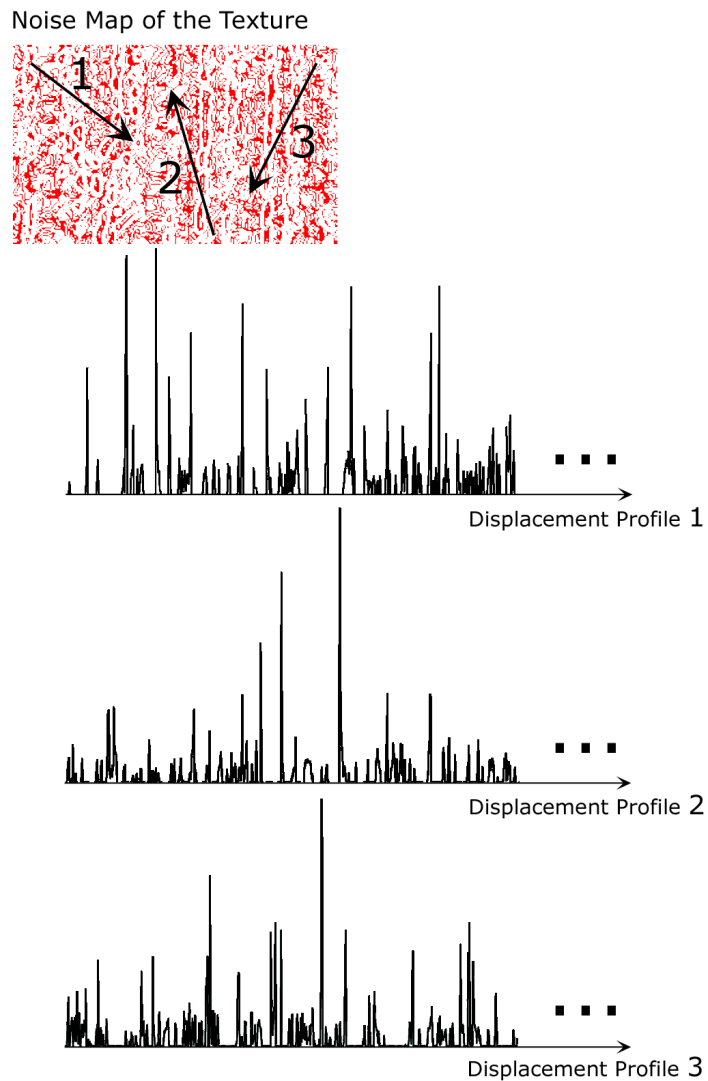 Noise Map of the Texture
1
2
3
Displacement Profile 1
Displacement Profile 2
Displacement Profile 3